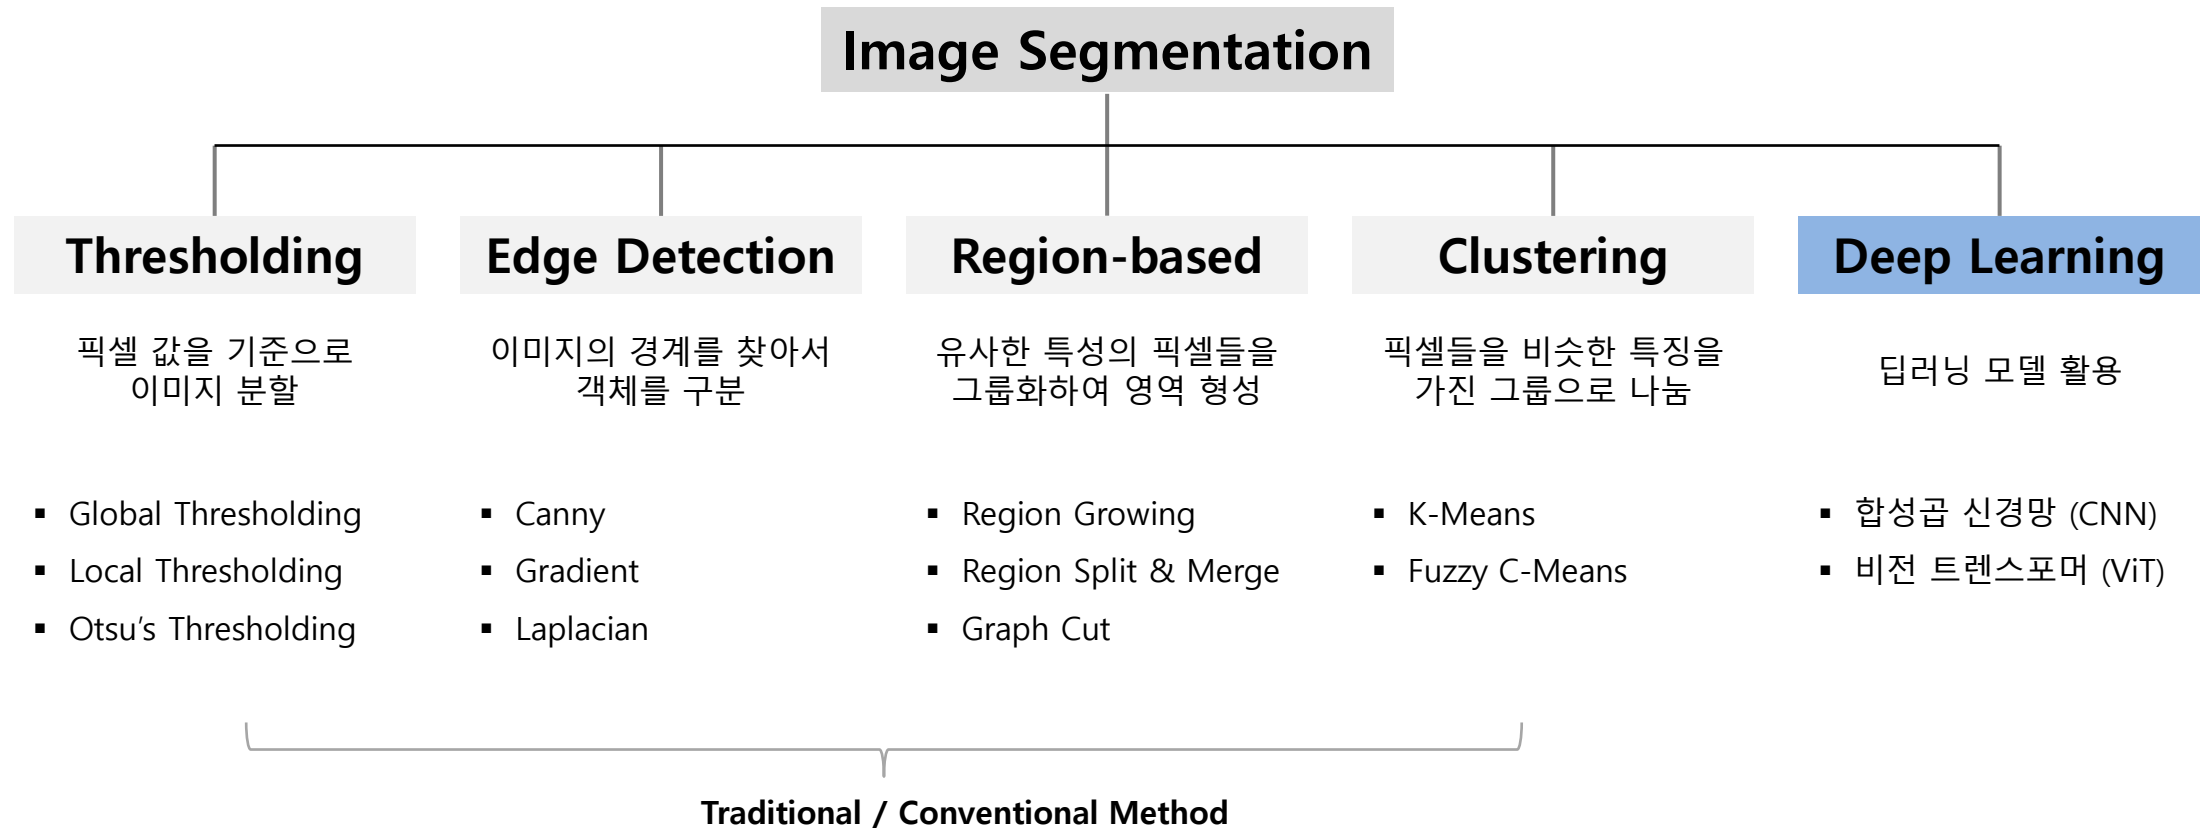 Image Segmentation
Thresholding
픽셀 값을 기준으로
이미지 분할
▪ Global Thresholding
▪ Local Thresholding
▪ Otsu's Thresholding
Edge Detection
이미지의 경계를 찾아서
객체를 구분
▪ Canny
▪ Gradient
▪ Laplacian
Region-based
유사한 특성의 픽셀들을
그룹화하여 영역 형성
▪ Region Growing
▪ Region Split & Merge
▪ Graph Cut
Clustering
픽셀들을 비슷한 특징을
가진 그룹으로 나눔
▪ K-Means
▪ Fuzzy C-Means
Deep Learning
딥러닝 모델 활용
▪ 합성곱 신경망 (CNN)
▪ 비전 트렌스포머 (ViT)
Traditional / Conventional Method